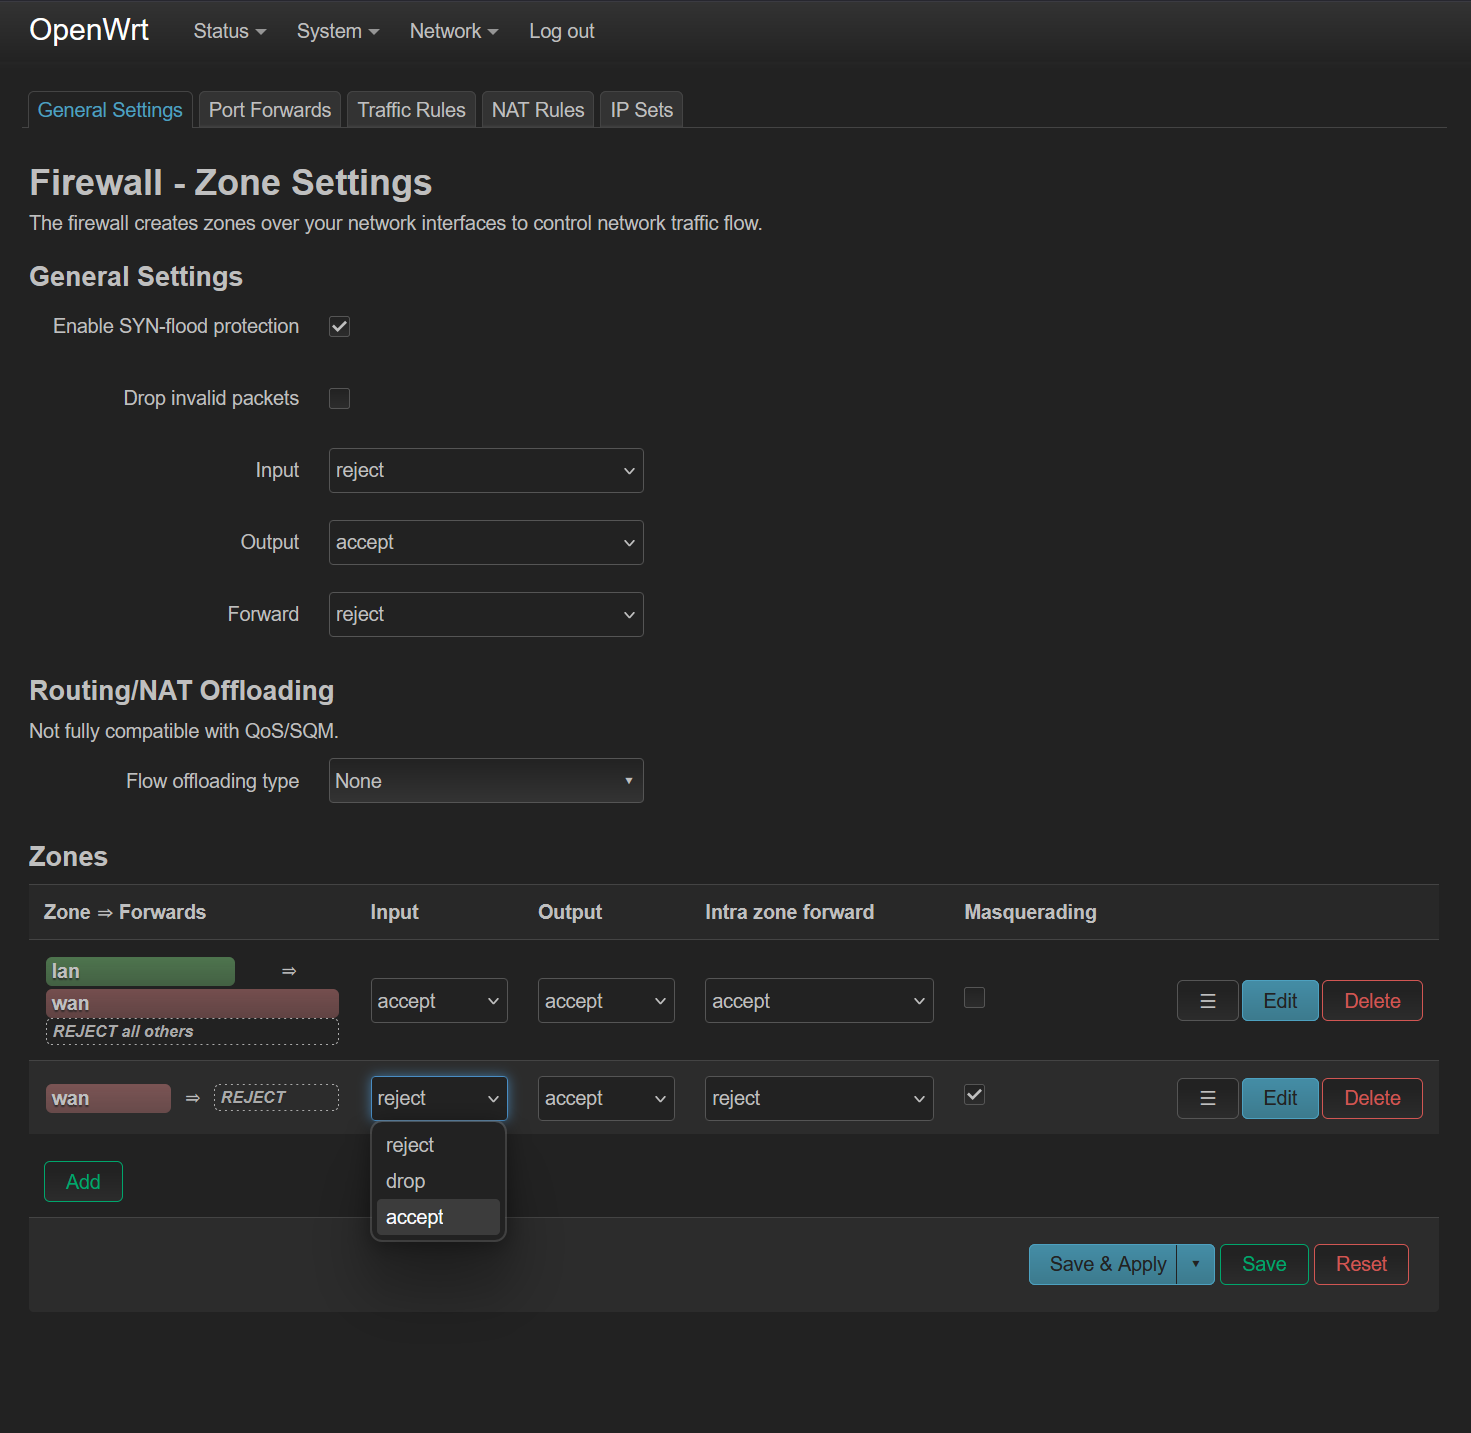 OpenWrt Status System Network Log out
General Settings Port Forwards Traffic Rules NAT Rules IP Sets
Firewall - Zone Settings
The firewall creates zones over your network interfaces to control network traffic flow.
General Settings
Enable SYN-flood protection
Drop invalid packets
Input reject
Output accept
Forward reject
Routing/NAT Offloading
Not fully compatible with QoS/SQM.
Flow offloading type None
Zones
Zone ⇒ Forwards Input Output Intra zone forward Masquerading
lan ⇒
wan
REJECT all others
accept accept accept ☰ Edit Delete
wan ⇒ REJECT reject accept reject ☰ Edit Delete
reject
drop
accept
Add
Save & Apply Save Reset